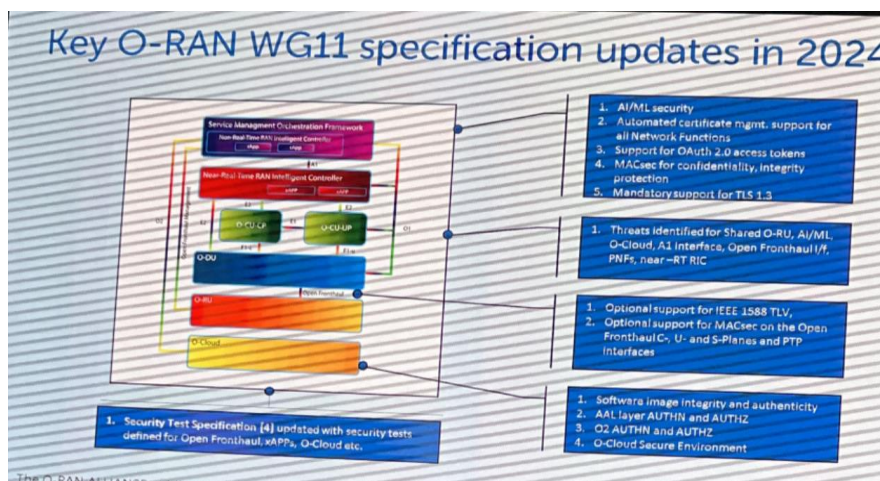 Key O-RAN WG11 specification updates in 2024
Service Managment Orchestration Framework
Non-Real Time RAN Intelligent Controller
rApp rApp
A1
Near-Real Time RAN Intelligent Controller
xAPP xAPP
O2
E2
E2
E2
O1
O-CU-CP
E1
O-CU-UP
F1-c
F1-u
O-DU
Open Fronthaul
O-RU
O-Cloud
1. AI/ML security
2. Automated certificate mgmt. support for
all Network Functions
3. Support for OAuth 2.0 access tokens
4. MACsec for confidentiality, integrity
protection
5. Mandatory support for TLS 1.3
1. Threats identified for Shared O-RU, AI/ML,
O-Cloud, A1 Interface, Open Fronthaul I/f,
PNFs, near –RT RIC
1. Optional support for IEEE 1588 TLV,
2. Optional support for MACsec on the Open
Fronthaul C-, U- and S-Planes and PTP
interfaces
1. Software image integrity and authenticity
2. AAL layer AUTHN and AUTHZ
3. O2 AUTHN and AUTHZ
4. O-Cloud Secure Environment
1. Security Test Specification [4] updated with security tests
defined for Open Fronthaul, xAPPs, O-Cloud etc.
The O-RAN ALLIANCE